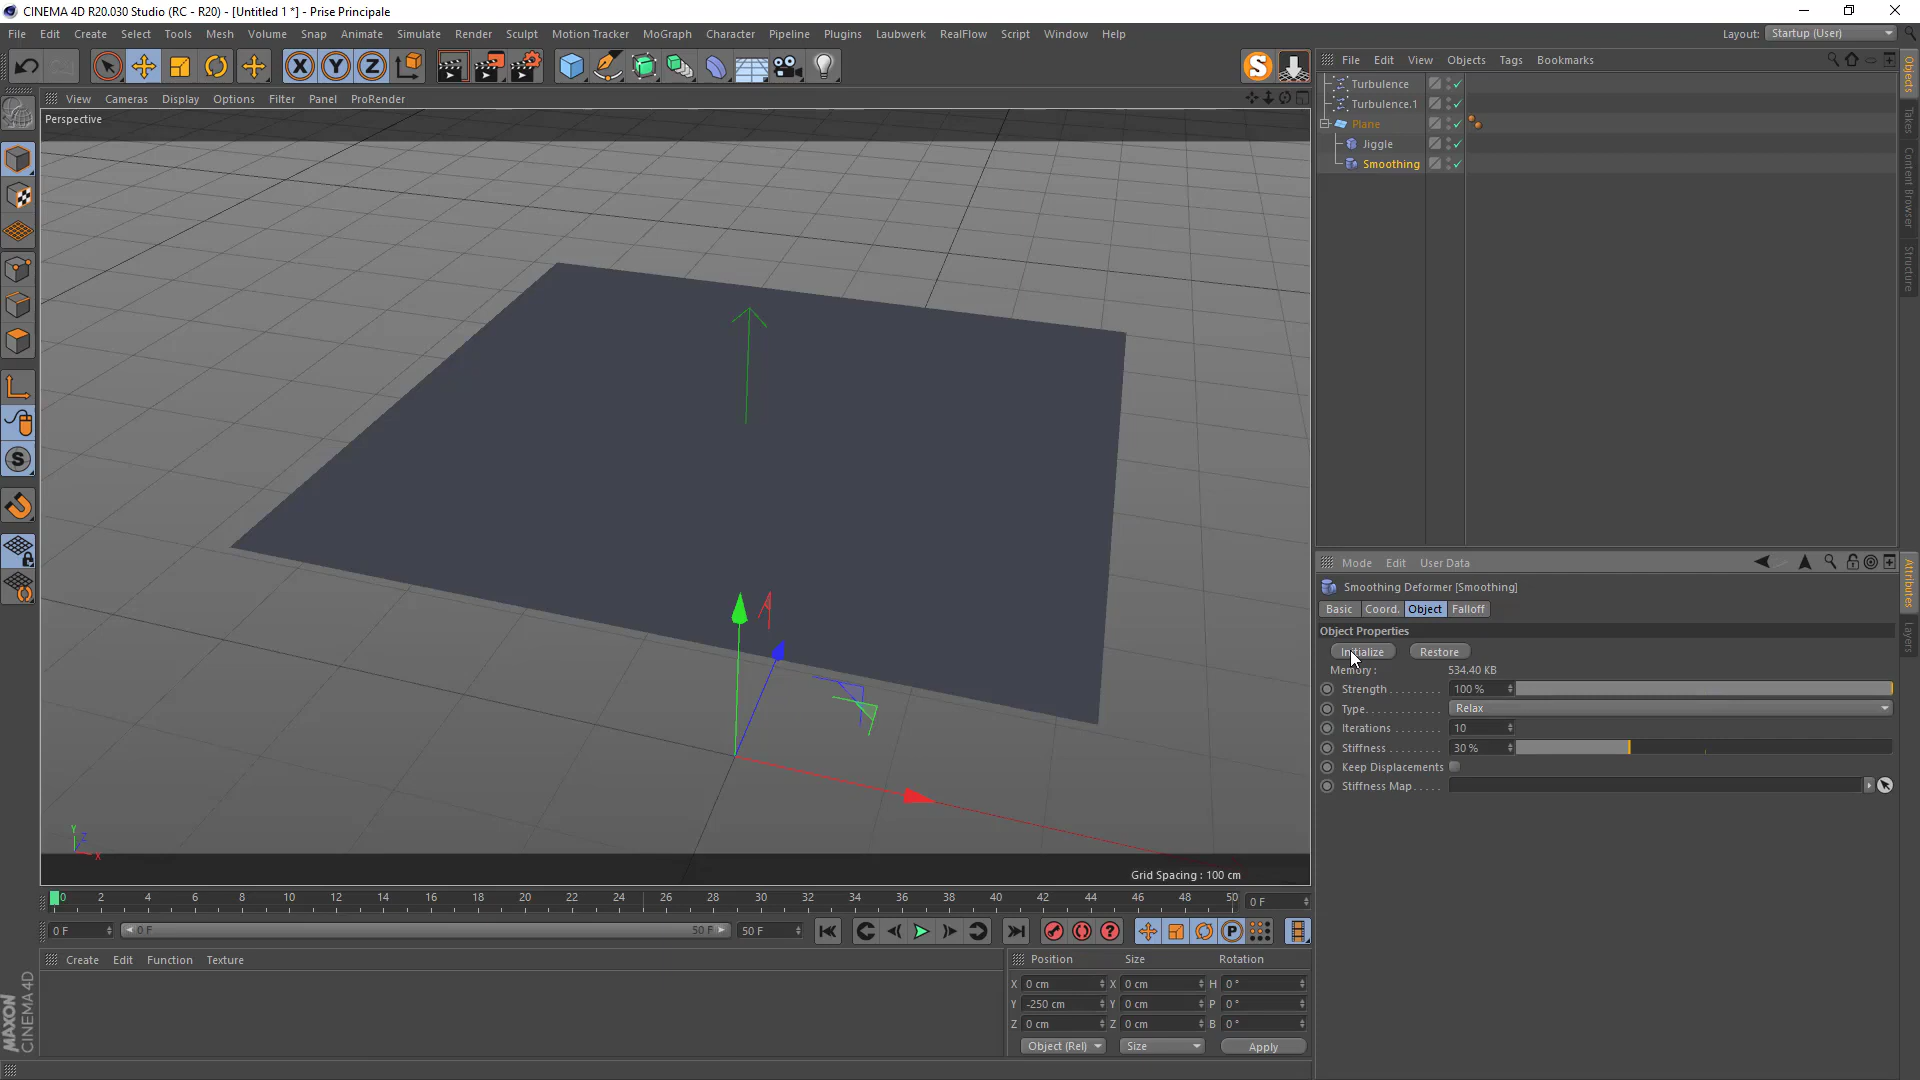 CINEMA 4D R20.030 Studio (RC - R20) - [Untitled 1 *] - Prise Principale
File Edit Create Select Tools Mesh Volume Snap Animate Simulate Render Sculpt Motion Tracker MoGraph Character Pipeline Plugins Laubwerk RealFlow Script Window Help
Layout: Startup (User)
X Y Z
S
File Edit View Objects Tags Bookmarks
View Cameras Display Options Filter Panel ProRender
Perspective
Turbulence
Turbulence.1
Plane
Jiggle
Smoothing
Objects
Takes
Content Browser
Structure
S
Mode Edit User Data
Smoothing Deformer [Smoothing]
Basic Coord. Object Falloff
Object Properties
Initialize Restore
Memory : 534.40 KB
Strength . . . . . . . . 100 %
Type. . . . . . . . . . . . Relax
Iterations . . . . . . . 10
Stiffness . . . . . . . . 30 %
Keep Displacements
Stiffness Map . . . . .
Attributes
Layers
Y
Z
X
Grid Spacing : 100 cm
0 2 4 6 8 10 12 14 16 18 20 22 24 26 28 30 32 34 36 38 40 42 44 46 48 50 0 F
0 F 0 F 50 F 50 F
P
Create Edit Function Texture
Position Size Rotation
X 0 cm X 0 cm H 0 °
Y -250 cm Y 0 cm P 0 °
Z 0 cm Z 0 cm B 0 °
Object (Rel) Size Apply
MAXON
CINEMA 4D